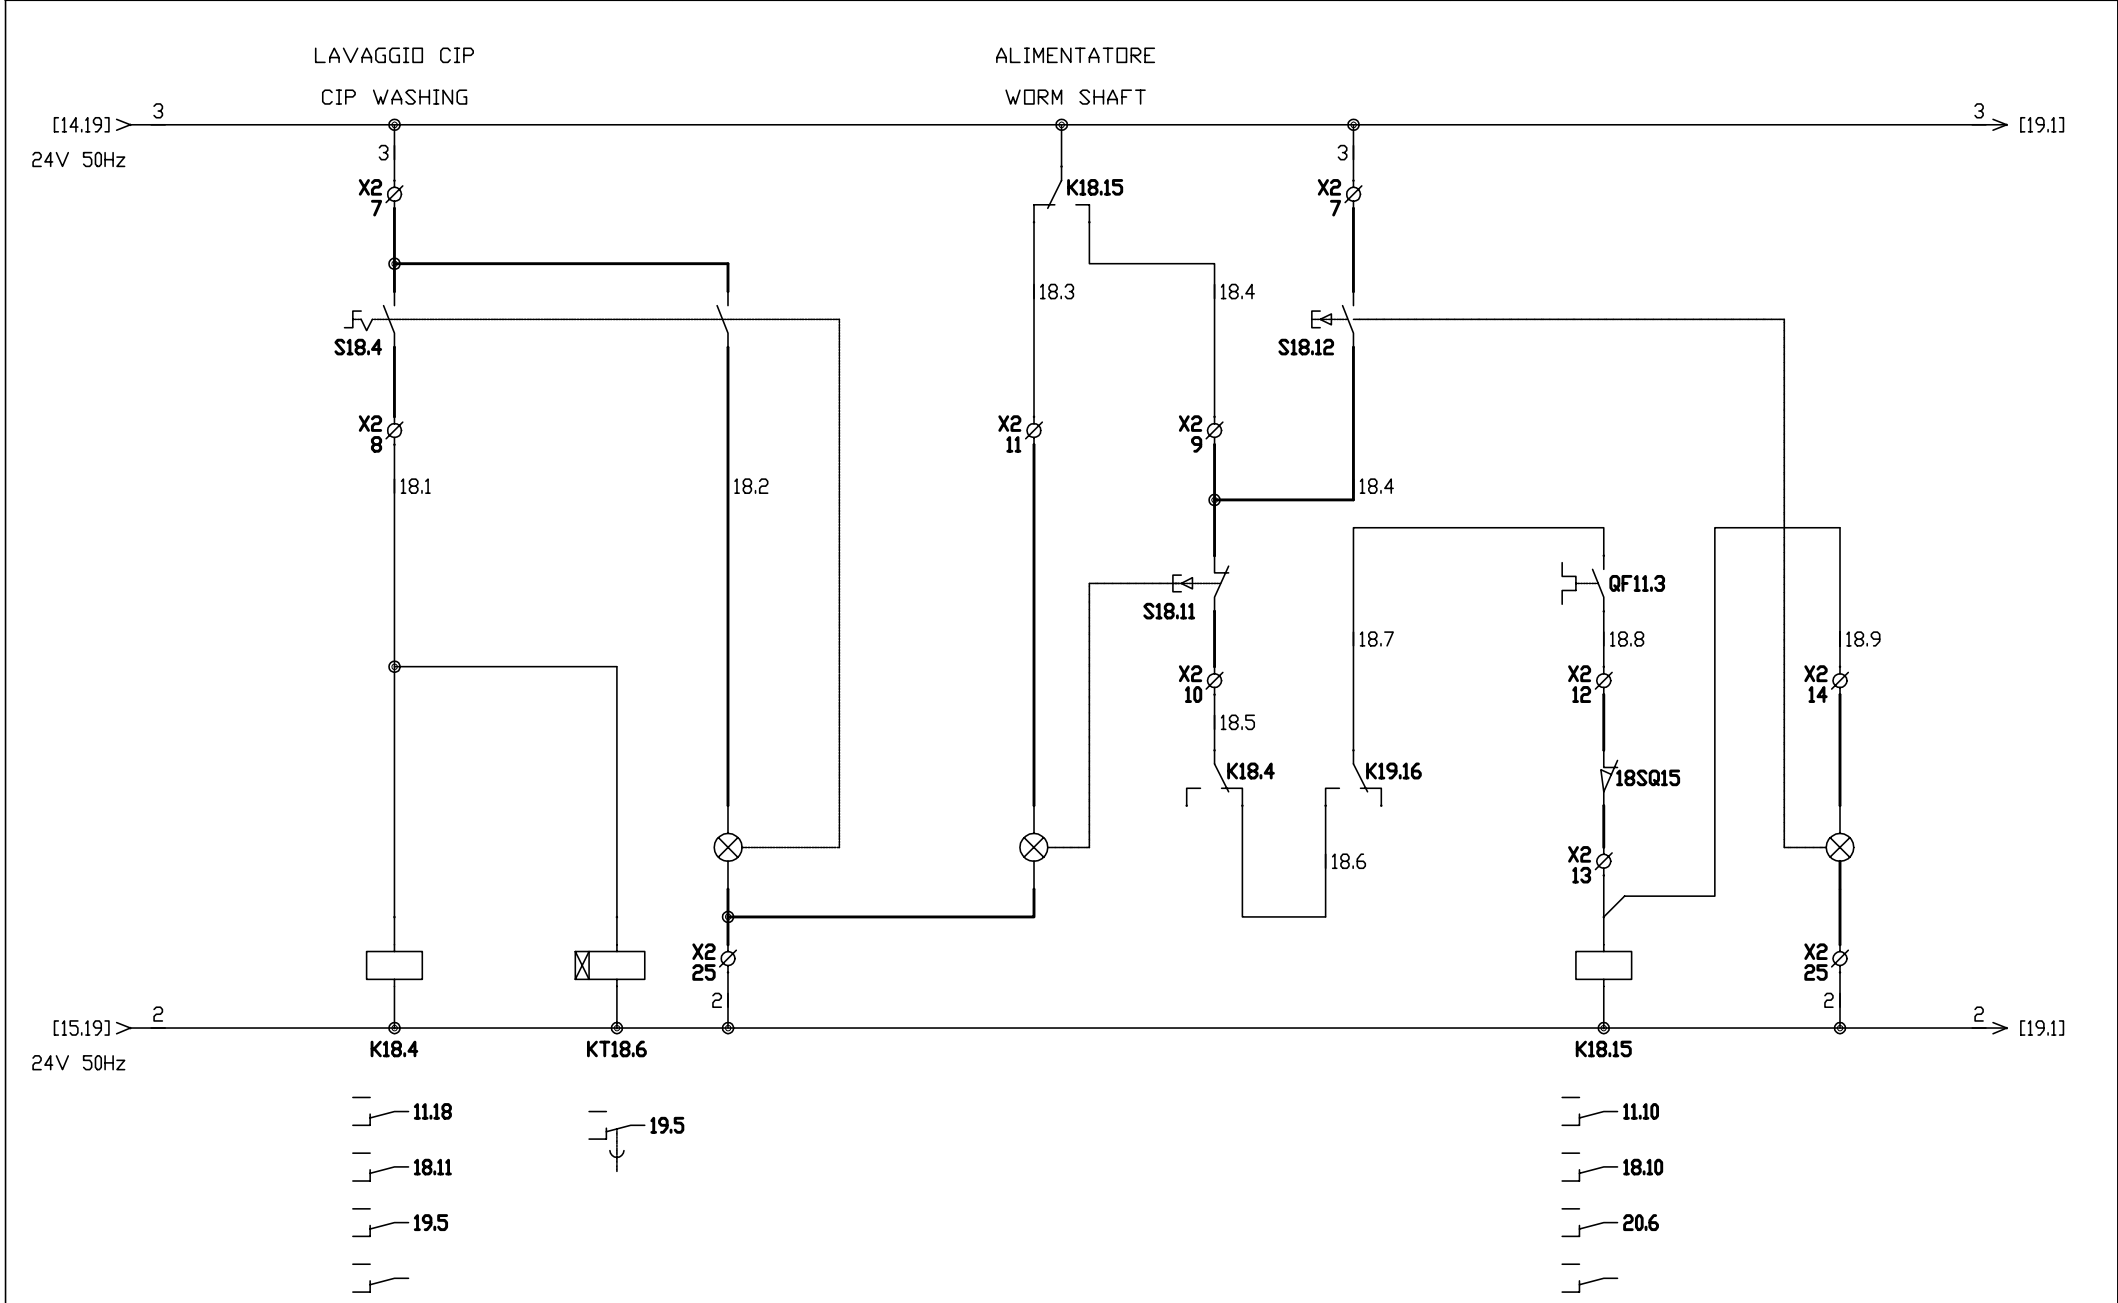 LAVAGGIO CIP
CIP WASHING
ALIMENTATORE
WORM SHAFT
[14.19]
3
3
[19.1]
24V 50Hz
3
3
X2
7
K18.15
X2
7
18.3
18.4
S18.4
S18.12
X2
8
X2
11
X2
9
18.1
18.2
18.4
S18.11
QF11.3
18.7
18.8
18.9
X2
10
X2
12
X2
14
18.5
K18.4
K19.16
18SQ15
18.6
X2
13
X2
25
X2
25
2
2
[15.19]
2
2
[19.1]
24V 50Hz
K18.4
KT18.6
K18.15
11.18
19.5
11.10
18.11
18.10
19.5
20.6